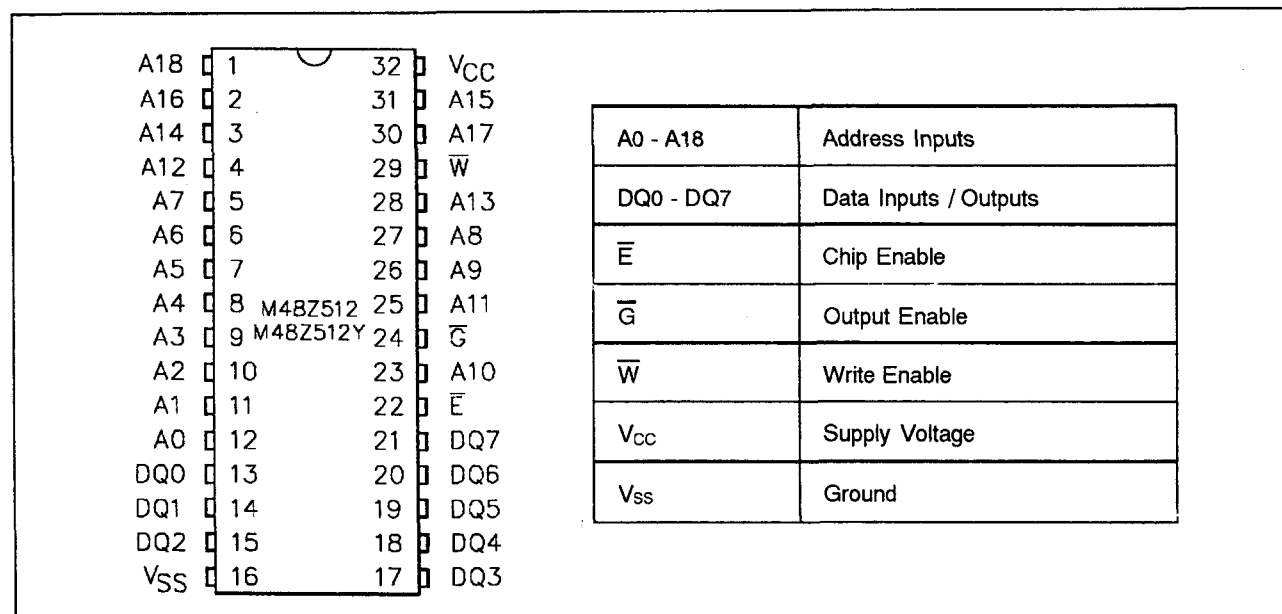 A18 1 32 VCC
A16 2 31 A15
A14 3 30 A17
A12 4 29 W̅
A7 5 28 A13
A6 6 27 A8
A5 7 26 A9
A4 8 M48Z512 25 A11
A3 9 M48Z512Y 24 G̅
A2 10 23 A10
A1 11 22 E̅
A0 12 21 DQ7
DQ0 13 20 DQ6
DQ1 14 19 DQ5
DQ2 15 18 DQ4
VSS 16 17 DQ3
A0 - A18 Address Inputs
DQ0 - DQ7 Data Inputs / Outputs
E̅ Chip Enable
G̅ Output Enable
W̅ Write Enable
VCC Supply Voltage
VSS Ground